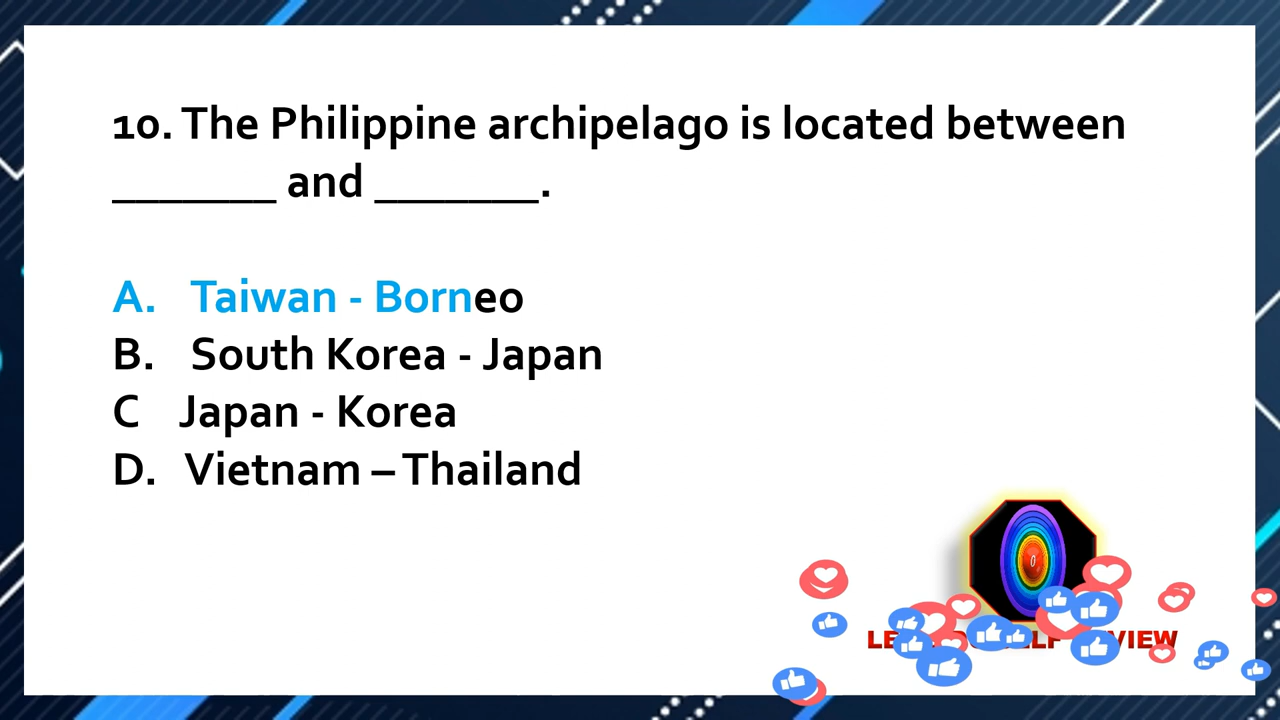 10. The Philippine archipelago is located between
_______ and _______.
A. Taiwan - Borneo
B. South Korea - Japan
C Japan - Korea
D. Vietnam – Thailand